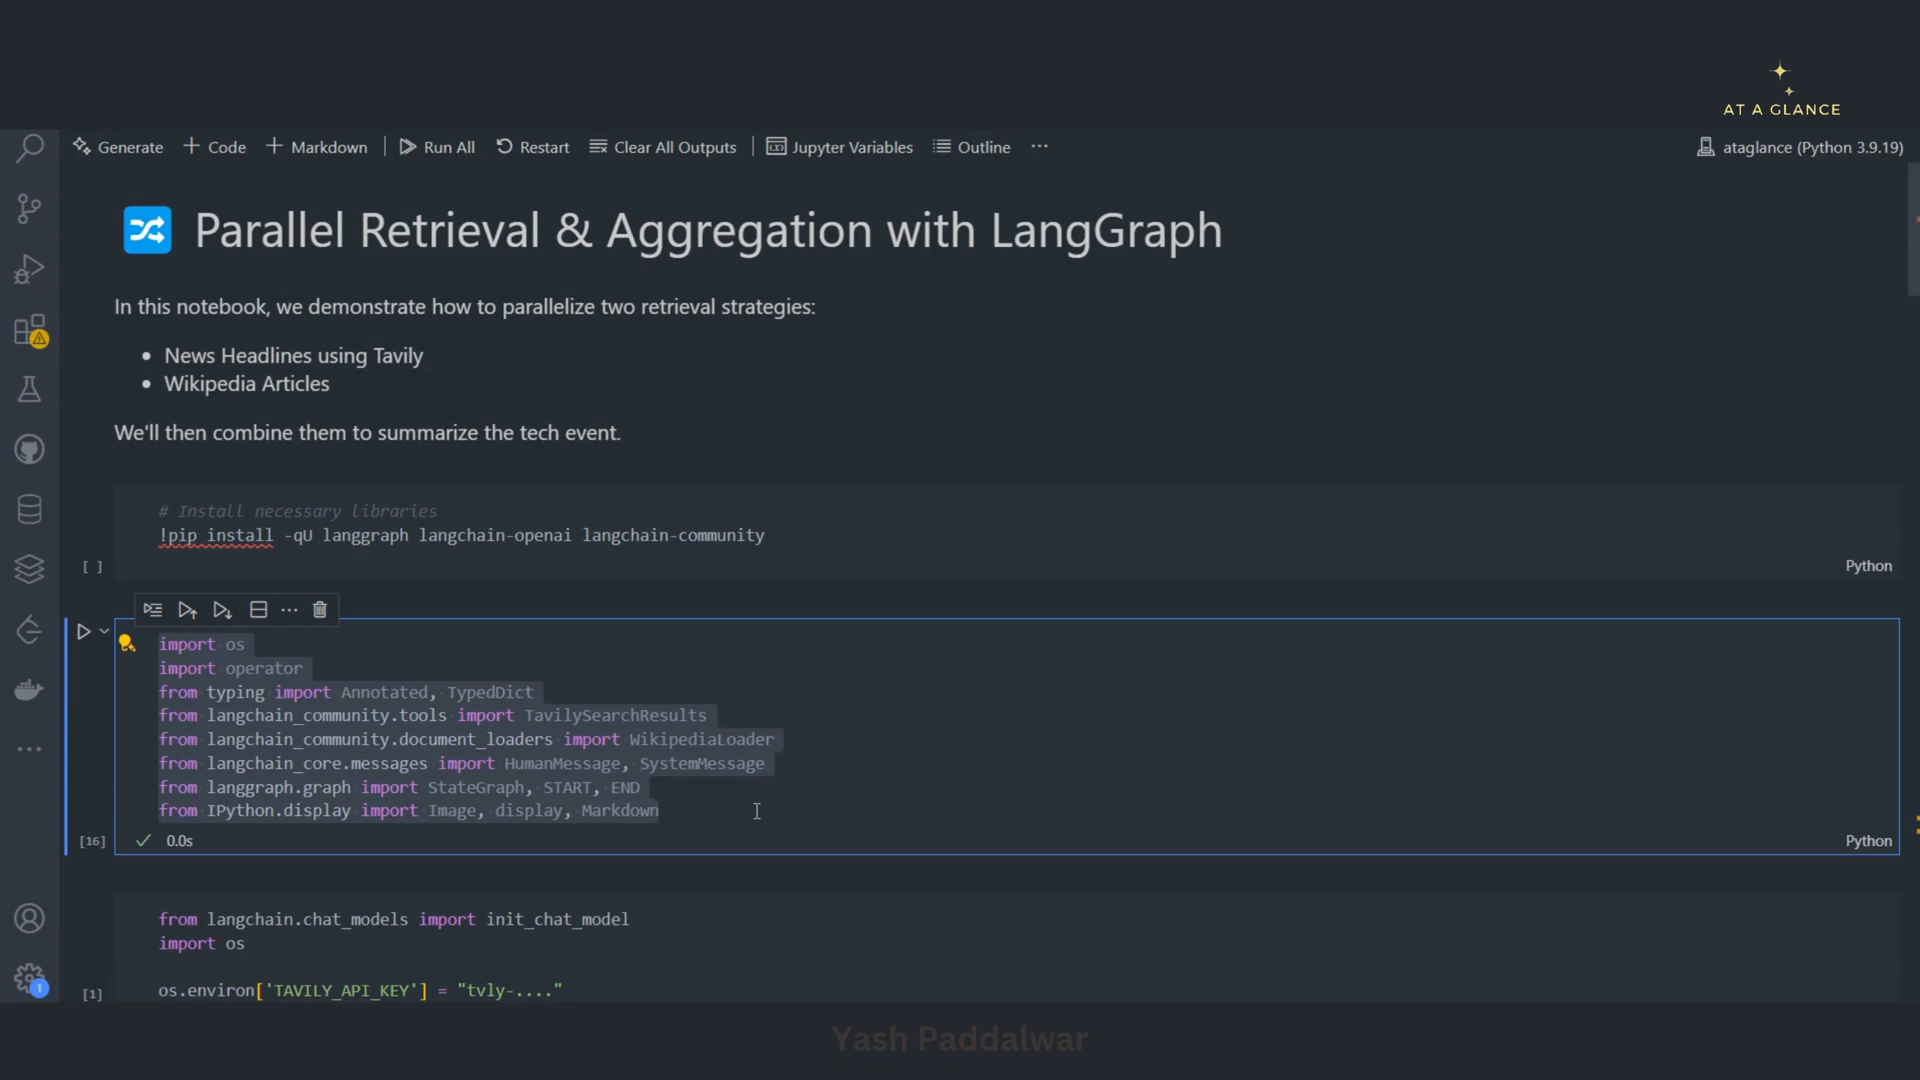 AT A GLANCE
Generate + Code + Markdown Run All Restart Clear All Outputs Jupyter Variables Outline ... ataglance (Python 3.9.19)
Parallel Retrieval & Aggregation with LangGraph
In this notebook, we demonstrate how to parallelize two retrieval strategies:
• News Headlines using Tavily
• Wikipedia Articles
We'll then combine them to summarize the tech event.
# Install necessary libraries
!pip install -qU langgraph langchain-openai langchain-community
[ ] Python
import os
import operator
from typing import Annotated, TypedDict
from langchain_community.tools import TavilySearchResults
from langchain_community.document_loaders import WikipediaLoader
from langchain_core.messages import HumanMessage, SystemMessage
from langgraph.graph import StateGraph, START, END
from IPython.display import Image, display, Markdown
[16] 0.0s Python
from langchain.chat_models import init_chat_model
import os
os.environ['TAVILY_API_KEY'] = "tvly-...."
[1]
1
Yash Paddalwar